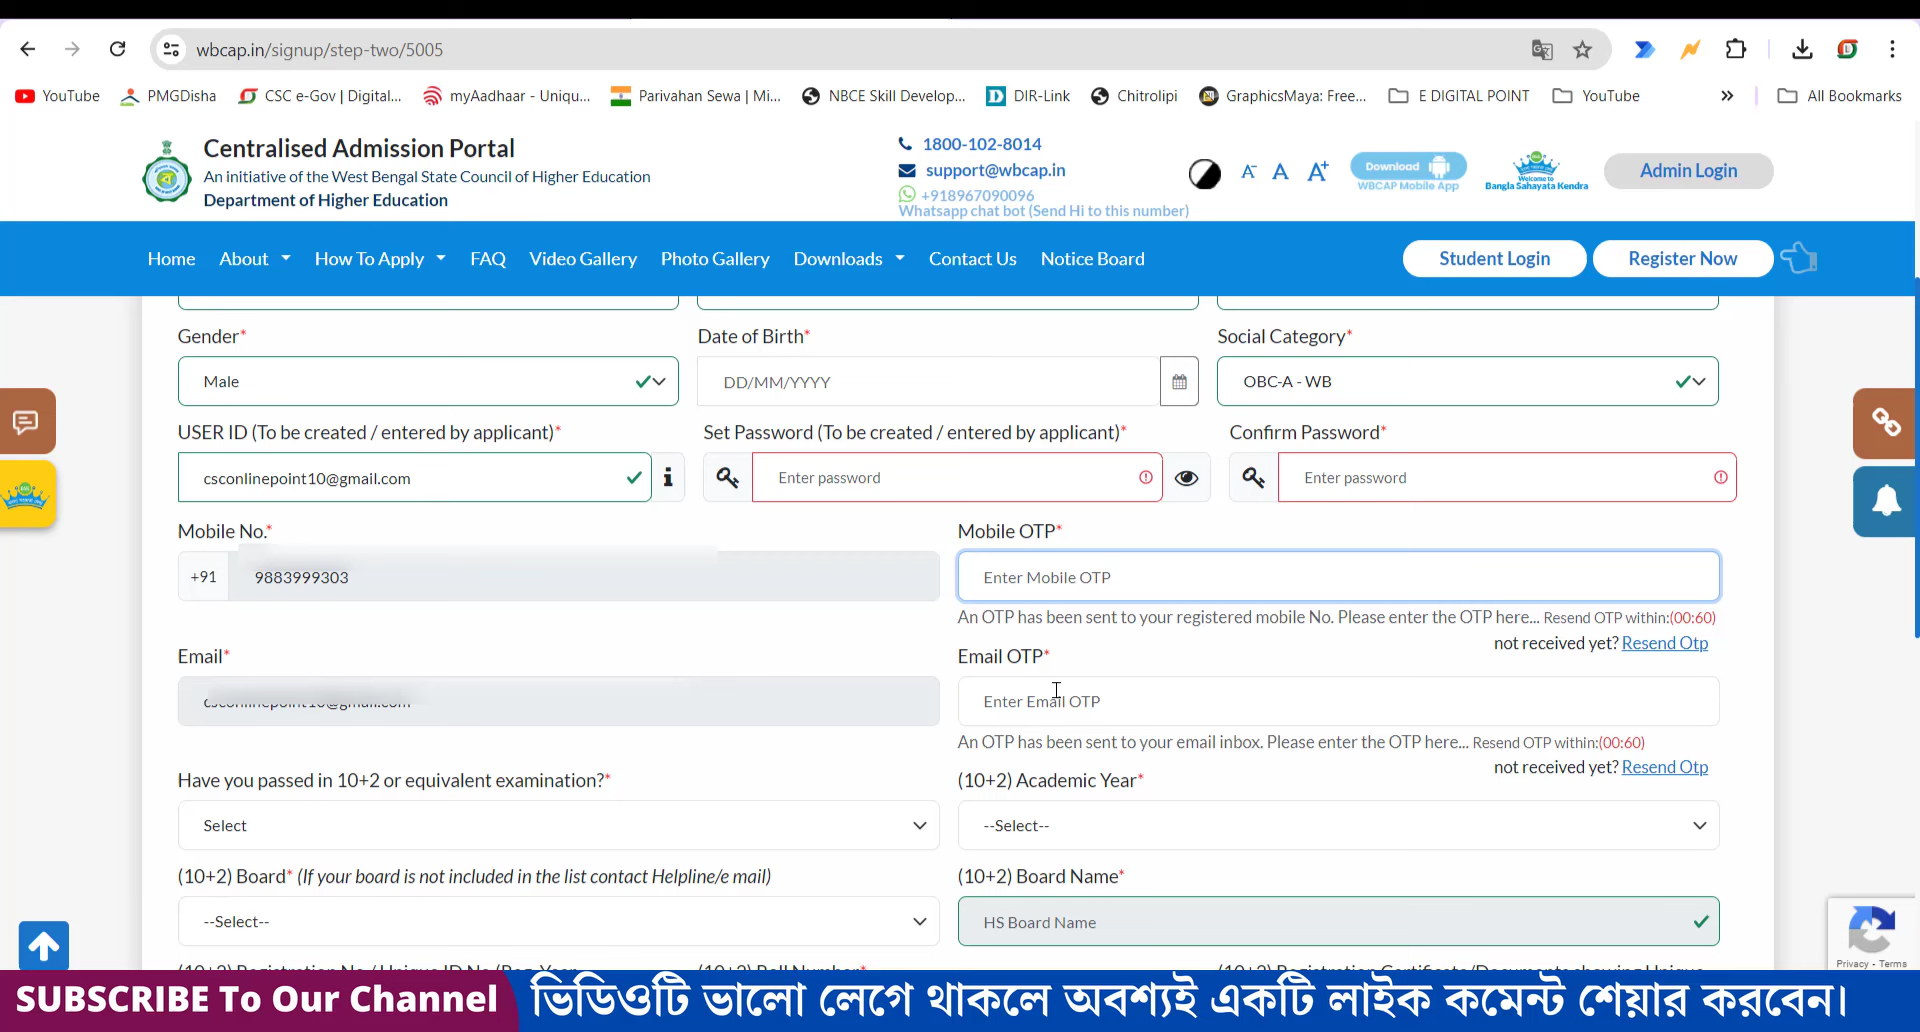 wbcap.in/signup/step-two/5005
YouTube
PMGDisha
CSC e-Gov | Digital...
myAadhaar - Uniqu...
Parivahan Sewa | Mi...
NBCE Skill Develop...
DIR-Link
Chitrolipi
GraphicsMaya: Free...
E DIGITAL POINT
YouTube
All Bookmarks
Centralised Admission Portal
An initiative of the West Bengal State Council of Higher Education
Department of Higher Education
1800-102-8014
support@wbcap.in
+918967090096
Whatsapp chat bot (Send Hi to this number)
A- A A+
Download
WBCAP Mobile App
Welcome to
Bangla Sahayata Kendra
Admin Login
Home About How To Apply FAQ Video Gallery Photo Gallery Downloads Contact Us Notice Board
Student Login
Register Now
Gender* Date of Birth* Social Category*
Male DD/MM/YYYY OBC-A - WB
USER ID (To be created / entered by applicant)* Set Password (To be created / entered by applicant)* Confirm Password*
csconlinepoint10@gmail.com Enter password Enter password
Mobile No.* Mobile OTP*
+91 9883999303 Enter Mobile OTP
An OTP has been sent to your registered mobile No. Please enter the OTP here... Resend OTP within:(00:60)
not received yet? Resend Otp
Email* Email OTP*
csconlinepoint10@gmail.com Enter Email OTP
An OTP has been sent to your email inbox. Please enter the OTP here... Resend OTP within:(00:60)
not received yet? Resend Otp
Have you passed in 10+2 or equivalent examination?* (10+2) Academic Year*
Select --Select--
(10+2) Board* (If your board is not included in the list contact Helpline/e mail) (10+2) Board Name*
--Select-- HS Board Name
Privacy - Terms
SUBSCRIBE To Our Channel
ভিডিওটি ভালো লেগে থাকলে অবশ্যই একটি লাইক কমেন্ট শেয়ার করবেন।